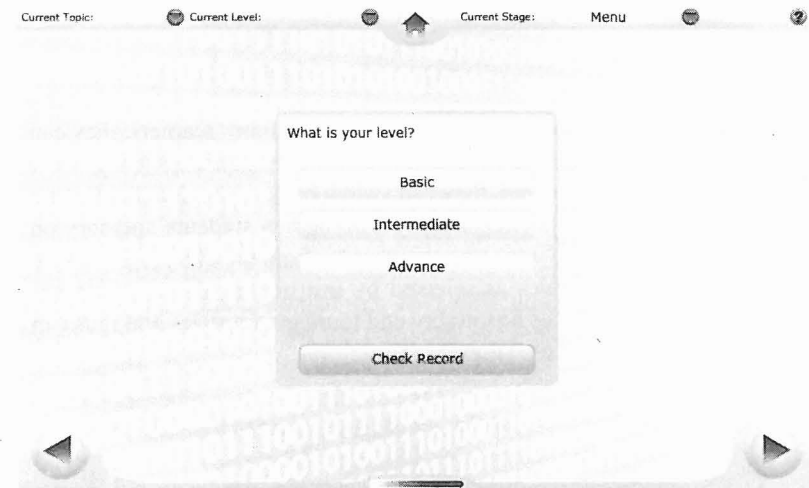 Current Topic: Current Level: Current Stage: Menu ?
What is your level?
Basic
Intermediate
Advance
Check Record